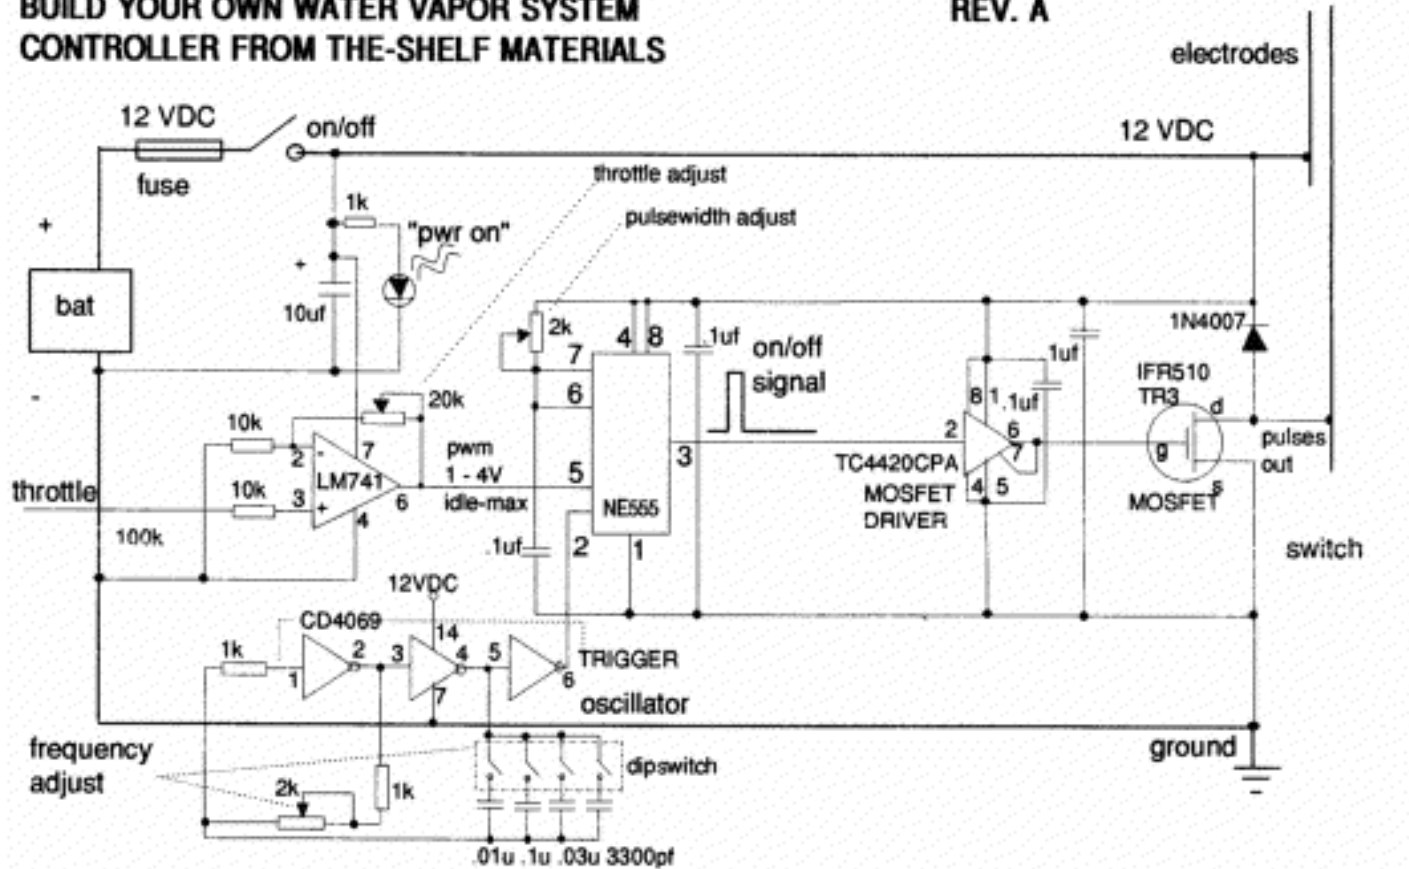 BUILD YOUR OWN WATER VAPOR SYSTEM
REV. A
CONTROLLER FROM THE-SHELF MATERIALS
electrodes
12 VDC
on/off
12 VDC
fuse
throttle adjust
1k
pulsewidth adjust
+
"pwr on"
+
bat
10uf
2k
4 8
.1uf
on/off
signal
1N4007
1uf
7
IFR510
TR3
-
20k
6
8 1
.1uf
d
10k
7
pwm
2
6
7
pulses
out
2
-
LM741
1 - 4V
5
3
TC4420CPA
g
throttle
10k
3
+
6
idle-max
NE555
4 5
MOSFET
DRIVER
s
MOSFET
100k
4
.1uf
2
1
switch
12VDC
CD4069
14
1k
2
3
4
5
TRIGGER
1
7
6
oscillator
frequency
adjust
ground
dipswitch
2k
1k
.01u .1u .03u 3300pf